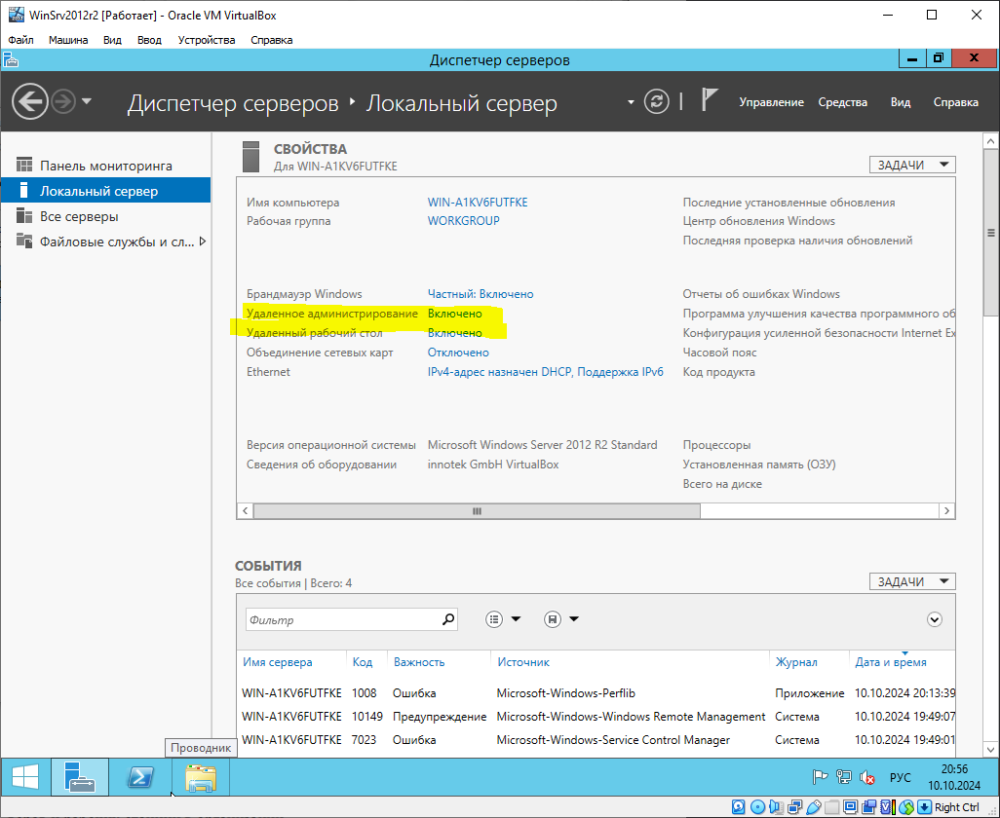 WinSrv2012r2 [Работает] - Oracle VM VirtualBox
Файл Машина Вид Ввод Устройства Справка
Диспетчер серверов
Диспетчер серверов Локальный сервер
Управление Средства Вид Справка
Панель мониторинга
Локальный сервер
Все серверы
Файловые службы и сл...
СВОЙСТВА
Для WIN-A1KV6FUTFKE
ЗАДАЧИ
Имя компьютера WIN-A1KV6FUTFKE Последние установленные обновления
Рабочая группа WORKGROUP Центр обновления Windows
Последняя проверка наличия обновлений
Брандмауэр Windows Частный: Включено Отчеты об ошибках Windows
Удаленное администрирование Включено Программа улучшения качества программного об
Удаленный рабочий стол Включено Конфигурация усиленной безопасности Internet Ex
Объединение сетевых карт Отключено Часовой пояс
Ethernet IPv4-адрес назначен DHCP, Поддержка IPv6 Код продукта
Версия операционной системы Microsoft Windows Server 2012 R2 Standard Процессоры
Сведения об оборудовании innotek GmbH VirtualBox Установленная память (ОЗУ)
Всего на диске
СОБЫТИЯ
Все события | Всего: 4
ЗАДАЧИ
Фильтр
Имя сервера Код Важность Источник Журнал Дата и время
WIN-A1KV6FUTFKE 1008 Ошибка Microsoft-Windows-Perflib Приложение 10.10.2024 20:13:39
WIN-A1KV6FUTFKE 10149 Предупреждение Microsoft-Windows-Windows Remote Management Система 10.10.2024 19:49:07
WIN-A1KV6FUTFKE 7023 Ошибка Microsoft-Windows-Service Control Manager Система 10.10.2024 19:49:01
Проводник
РУС
20:56
10.10.2024
Right Ctrl